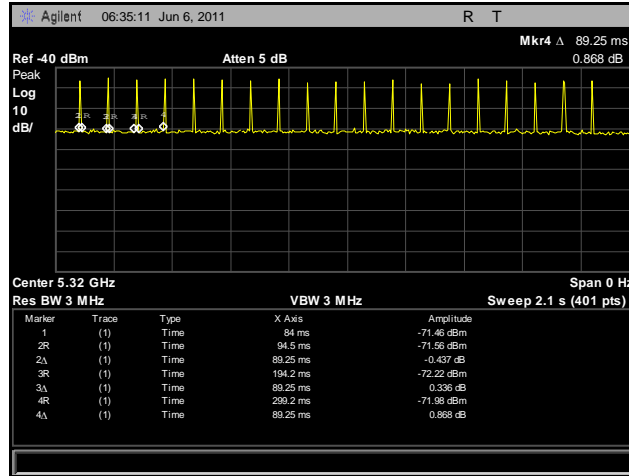 Agilent 06:35:11 Jun 6, 2011 R T
Mkr4 Δ 89.25 ms
Ref -40 dBm Atten 5 dB 0.868 dB
Peak
Log
10
dB/
Center 5.32 GHz Span 0 Hz
Res BW 3 MHz VBW 3 MHz Sweep 2.1 s (401 pts)
Marker Trace Type X Axis Amplitude
1 (1) Time 84 ms -71.46 dBm
2R (1) Time 94.5 ms -71.56 dBm
2Δ (1) Time 89.25 ms -0.437 dB
3R (1) Time 194.2 ms -72.22 dBm
3Δ (1) Time 89.25 ms 0.336 dB
4R (1) Time 299.2 ms -71.98 dBm
4Δ (1) Time 89.25 ms 0.868 dB